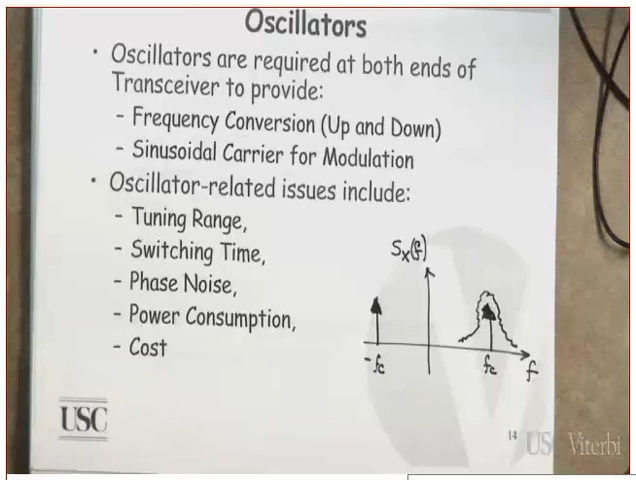 Oscillators
• Oscillators are required at both ends of
Transceiver to provide:
- Frequency Conversion (Up and Down)
- Sinusoidal Carrier for Modulation
• Oscillator-related issues include:
- Tuning Range,
- Switching Time,
- Phase Noise,
- Power Consumption,
- Cost
Sx(f)
-fc
fc
f
USC
14
USC Viterbi